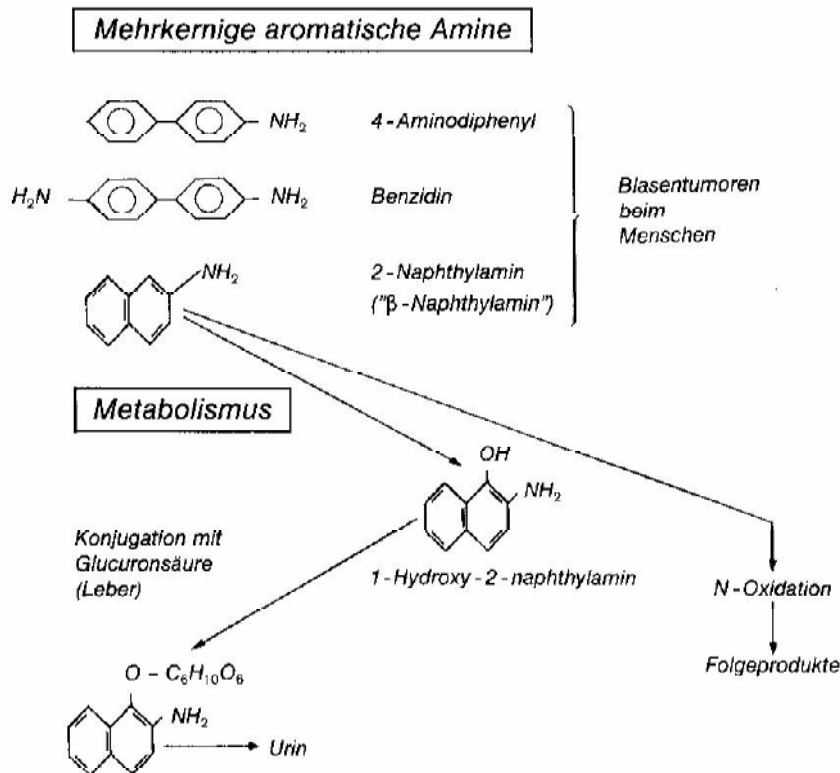 Mehrkernige aromatische Amine
NH2
4-Aminodiphenyl
H2N
NH2
Benzidin
Blasentumoren
beim
Menschen
NH2
2-Naphthylamin
("β-Naphthylamin")
Metabolismus
OH
NH2
1-Hydroxy-2-naphthylamin
Konjugation mit
Glucuronsäure
(Leber)
N-Oxidation
Folgeprodukte
O – C6H10O6
NH2
Urin